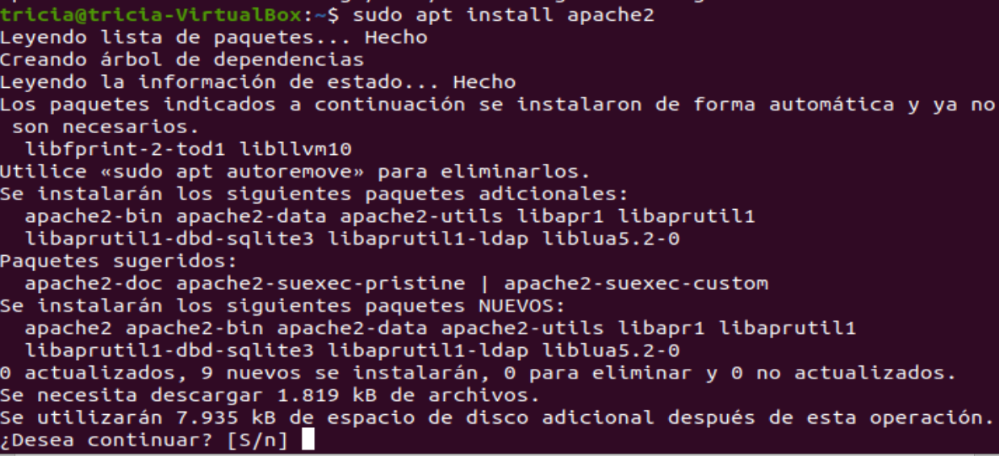 tricia@tricia-VirtualBox:~$ sudo apt install apache2
Leyendo lista de paquetes... Hecho
Creando árbol de dependencias
Leyendo la información de estado... Hecho
Los paquetes indicados a continuación se instalaron de forma automática y ya no
 son necesarios.
  libfprint-2-tod1 libllvm10
Utilice «sudo apt autoremove» para eliminarlos.
Se instalarán los siguientes paquetes adicionales:
  apache2-bin apache2-data apache2-utils libapr1 libaprutil1
  libaprutil1-dbd-sqlite3 libaprutil1-ldap liblua5.2-0
Paquetes sugeridos:
  apache2-doc apache2-suexec-pristine | apache2-suexec-custom
Se instalarán los siguientes paquetes NUEVOS:
  apache2 apache2-bin apache2-data apache2-utils libapr1 libaprutil1
  libaprutil1-dbd-sqlite3 libaprutil1-ldap liblua5.2-0
0 actualizados, 9 nuevos se instalarán, 0 para eliminar y 0 no actualizados.
Se necesita descargar 1.819 kB de archivos.
Se utilizarán 7.935 kB de espacio de disco adicional después de esta operación.
¿Desea continuar? [S/n]